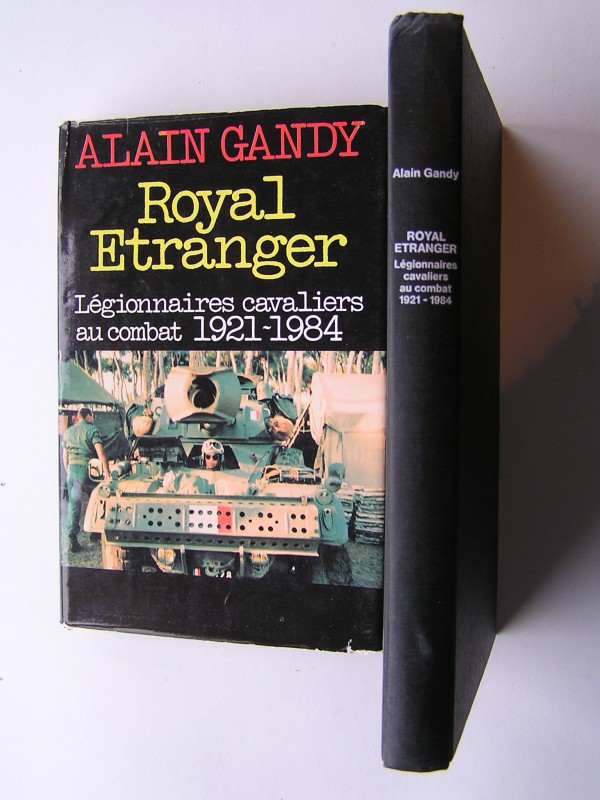 ALAIN GANDY
Royal
Etranger
Légionnaires cavaliers
au combat 1921-1984
Alain Gandy
ROYAL
ETRANGER
Légionnaires
cavaliers
au combat
1921 - 1984